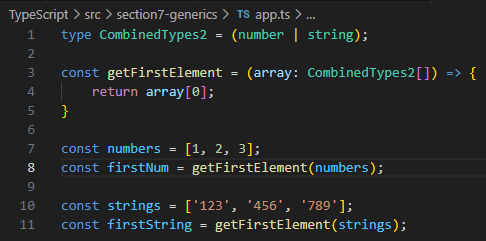 TypeScript > src > section7-generics > TS app.ts > ...
1 type CombinedTypes2 = (number | string);
2
3 const getFirstElement = (array: CombinedTypes2[]) => {
4     return array[0];
5 }
6
7 const numbers = [1, 2, 3];
8 const firstNum = getFirstElement(numbers);
9
10 const strings = ['123', '456', '789'];
11 const firstString = getFirstElement(strings);